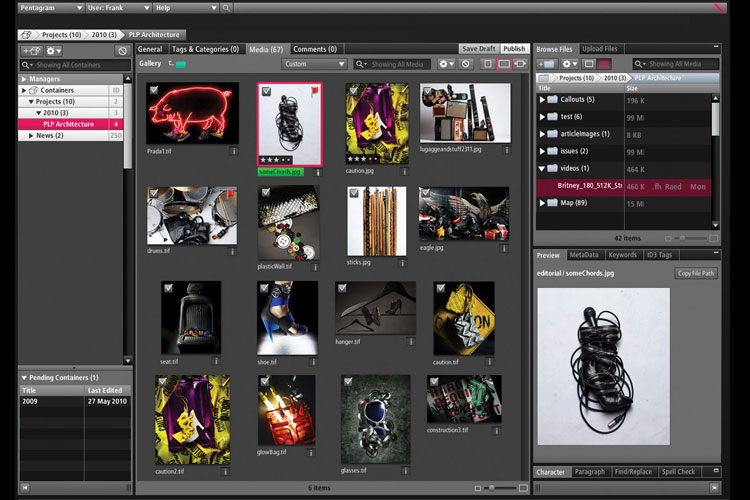 Pentagram
User: Frank
Help
Projects (10)
2010 (3)
PLP Architecture
Showing All Containers
Managers
Containers
ID
Projects (10)
2
2010 (3)
3
PLP Architecture
4
News (2)
250
Pending Containers (1)
Title
Last Edited
2009
27 May 2010
General
Tags & Categories (0)
Media (67)
Comments (0)
Save Draft
Publish
Gallery
Custom
Showing All Media
Prada1.tif
someChords.jpg
caution.jpg
lugaggeandstuff2311.jpg
drums.tif
plasticWall.tif
sticks.jpg
eagle.jpg
seat.tif
shoe.tif
hanger.tif
caution.tif
caution2.tif
glowBag.tif
glasses.tif
construction3.tif
6 items
Browse Files
Upload Files
Showing All Media
Projects (10)
2010 (3)
PLP Architecture
Title
Size
Callouts (5)
196 K
test (6)
99 M
articleImages (1)
8 KB
issues (2)
99 M
videos (1)
464 K
Britney_180_512K_Str
460 K
.flv
Raed
Mon
Map (89)
15 M
42 items
Preview
MetaData
Keywords
ID3 Tags
editorial / someChords.jpg
Copy File Path
Character
Paragraph
Find/Replace
Spell Check